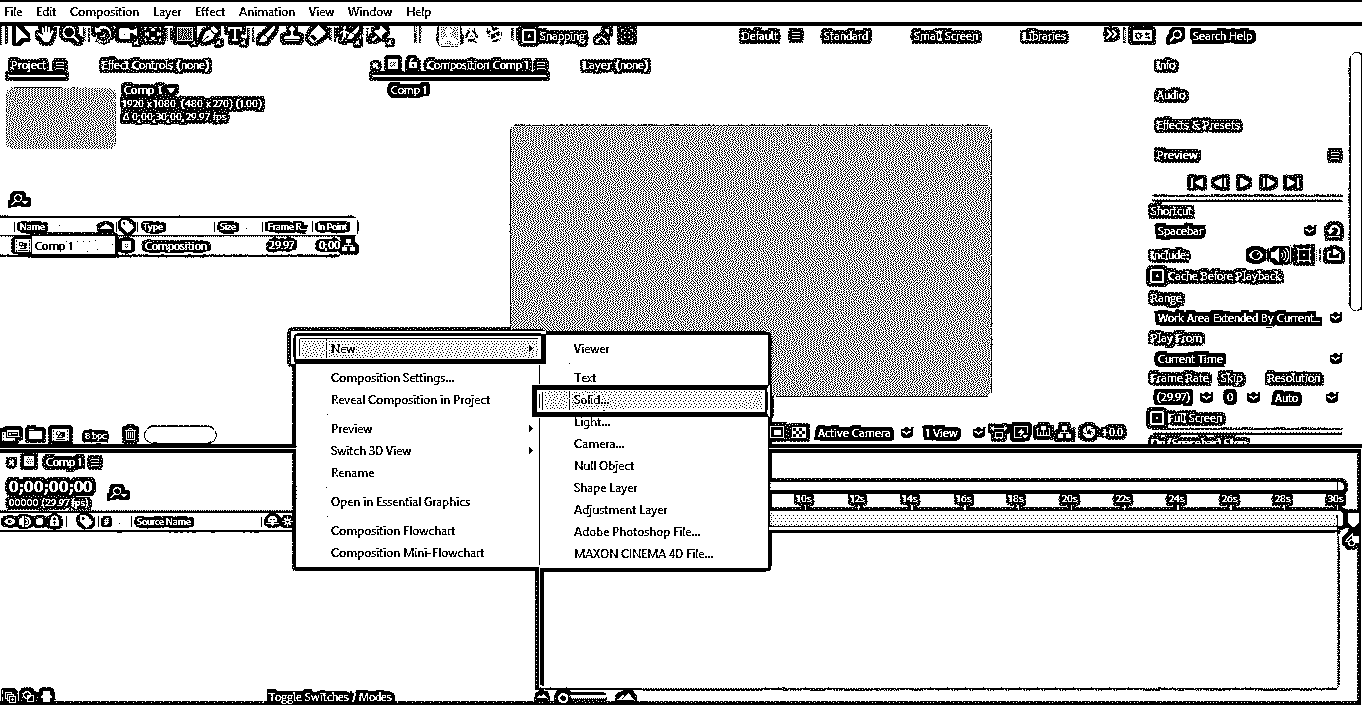 File Edit Composition Layer Effect Animation View Window Help
Snapping Default Standard Small Screen Libraries Search Help
Project Effect Controls (none) Composition Comp 1 Layer (none) Info
Comp 1
1920 x 1080 (480 x 270) (1.00)
Δ 0;00;30;00, 29.97 fps
Comp 1
Audio
Effects & Presets
Preview
Shortcut
Spacebar
Include:
Cache Before Playback
Range
Work Area Extended By Current...
Play From
Current Time
Frame Rate Skip Resolution
(29.97) 0 Auto
Full Screen
Name Type Size Frame R... In Point
Comp 1 Composition 29.97 0;00
New
Composition Settings...
Reveal Composition in Project
Preview
Switch 3D View
Rename
Open in Essential Graphics
Composition Flowchart
Composition Mini-Flowchart
Viewer
Text
Solid...
Light...
Camera...
Null Object
Shape Layer
Adjustment Layer
Adobe Photoshop File...
MAXON CINEMA 4D File...
8 bpc Active Camera 1 View +0.0
Comp 1
0;00;00;00
00000 (29.97 fps)
# Source Name
10s 12s 14s 16s 18s 20s 22s 24s 26s 28s 30s
Toggle Switches / Modes